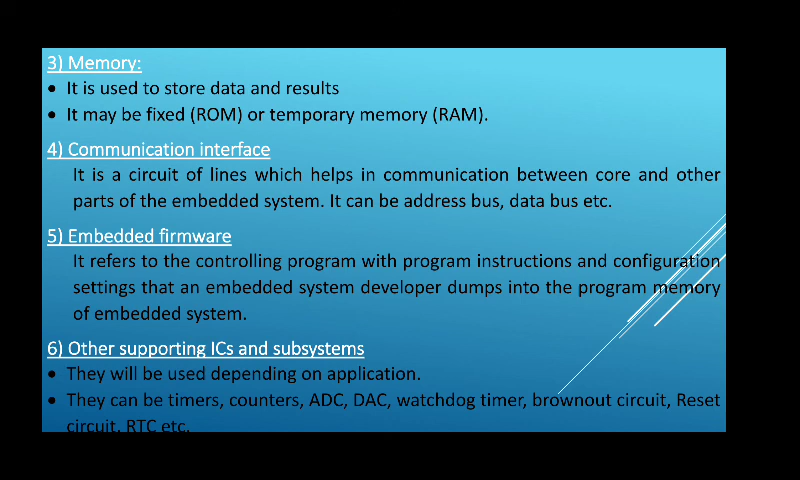 3) Memory:
• It is used to store data and results
• It may be fixed (ROM) or temporary memory (RAM).
4) Communication interface
It is a circuit of lines which helps in communication between core and other
parts of the embedded system. It can be address bus, data bus etc.
5) Embedded firmware
It refers to the controlling program with program instructions and configuration
settings that an embedded system developer dumps into the program memory
of embedded system.
6) Other supporting ICs and subsystems
• They will be used depending on application.
• They can be timers, counters, ADC, DAC, watchdog timer, brownout circuit, Reset
circuit, RTC etc.